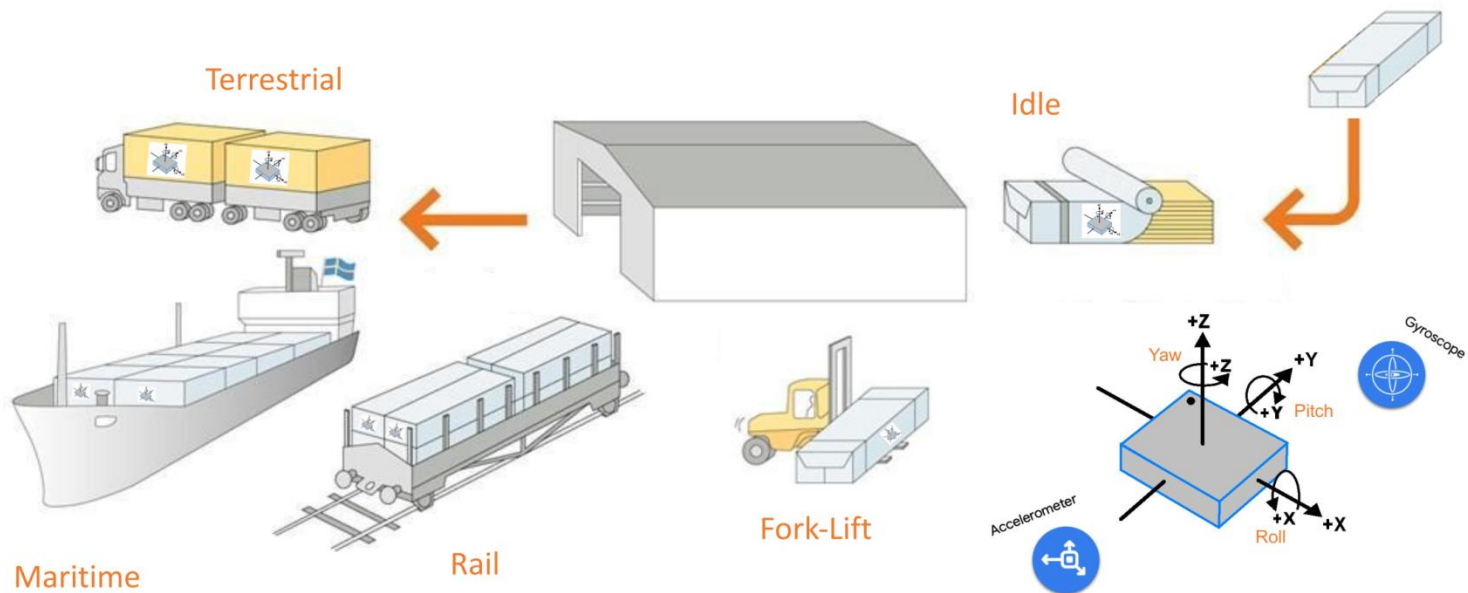 Terrestrial
Idle
Maritime
Rail
Fork-Lift
+Z
Yaw
+Z
+Y
+Y
Pitch
+X
+X
Roll
Gyroscope
Accelerometer